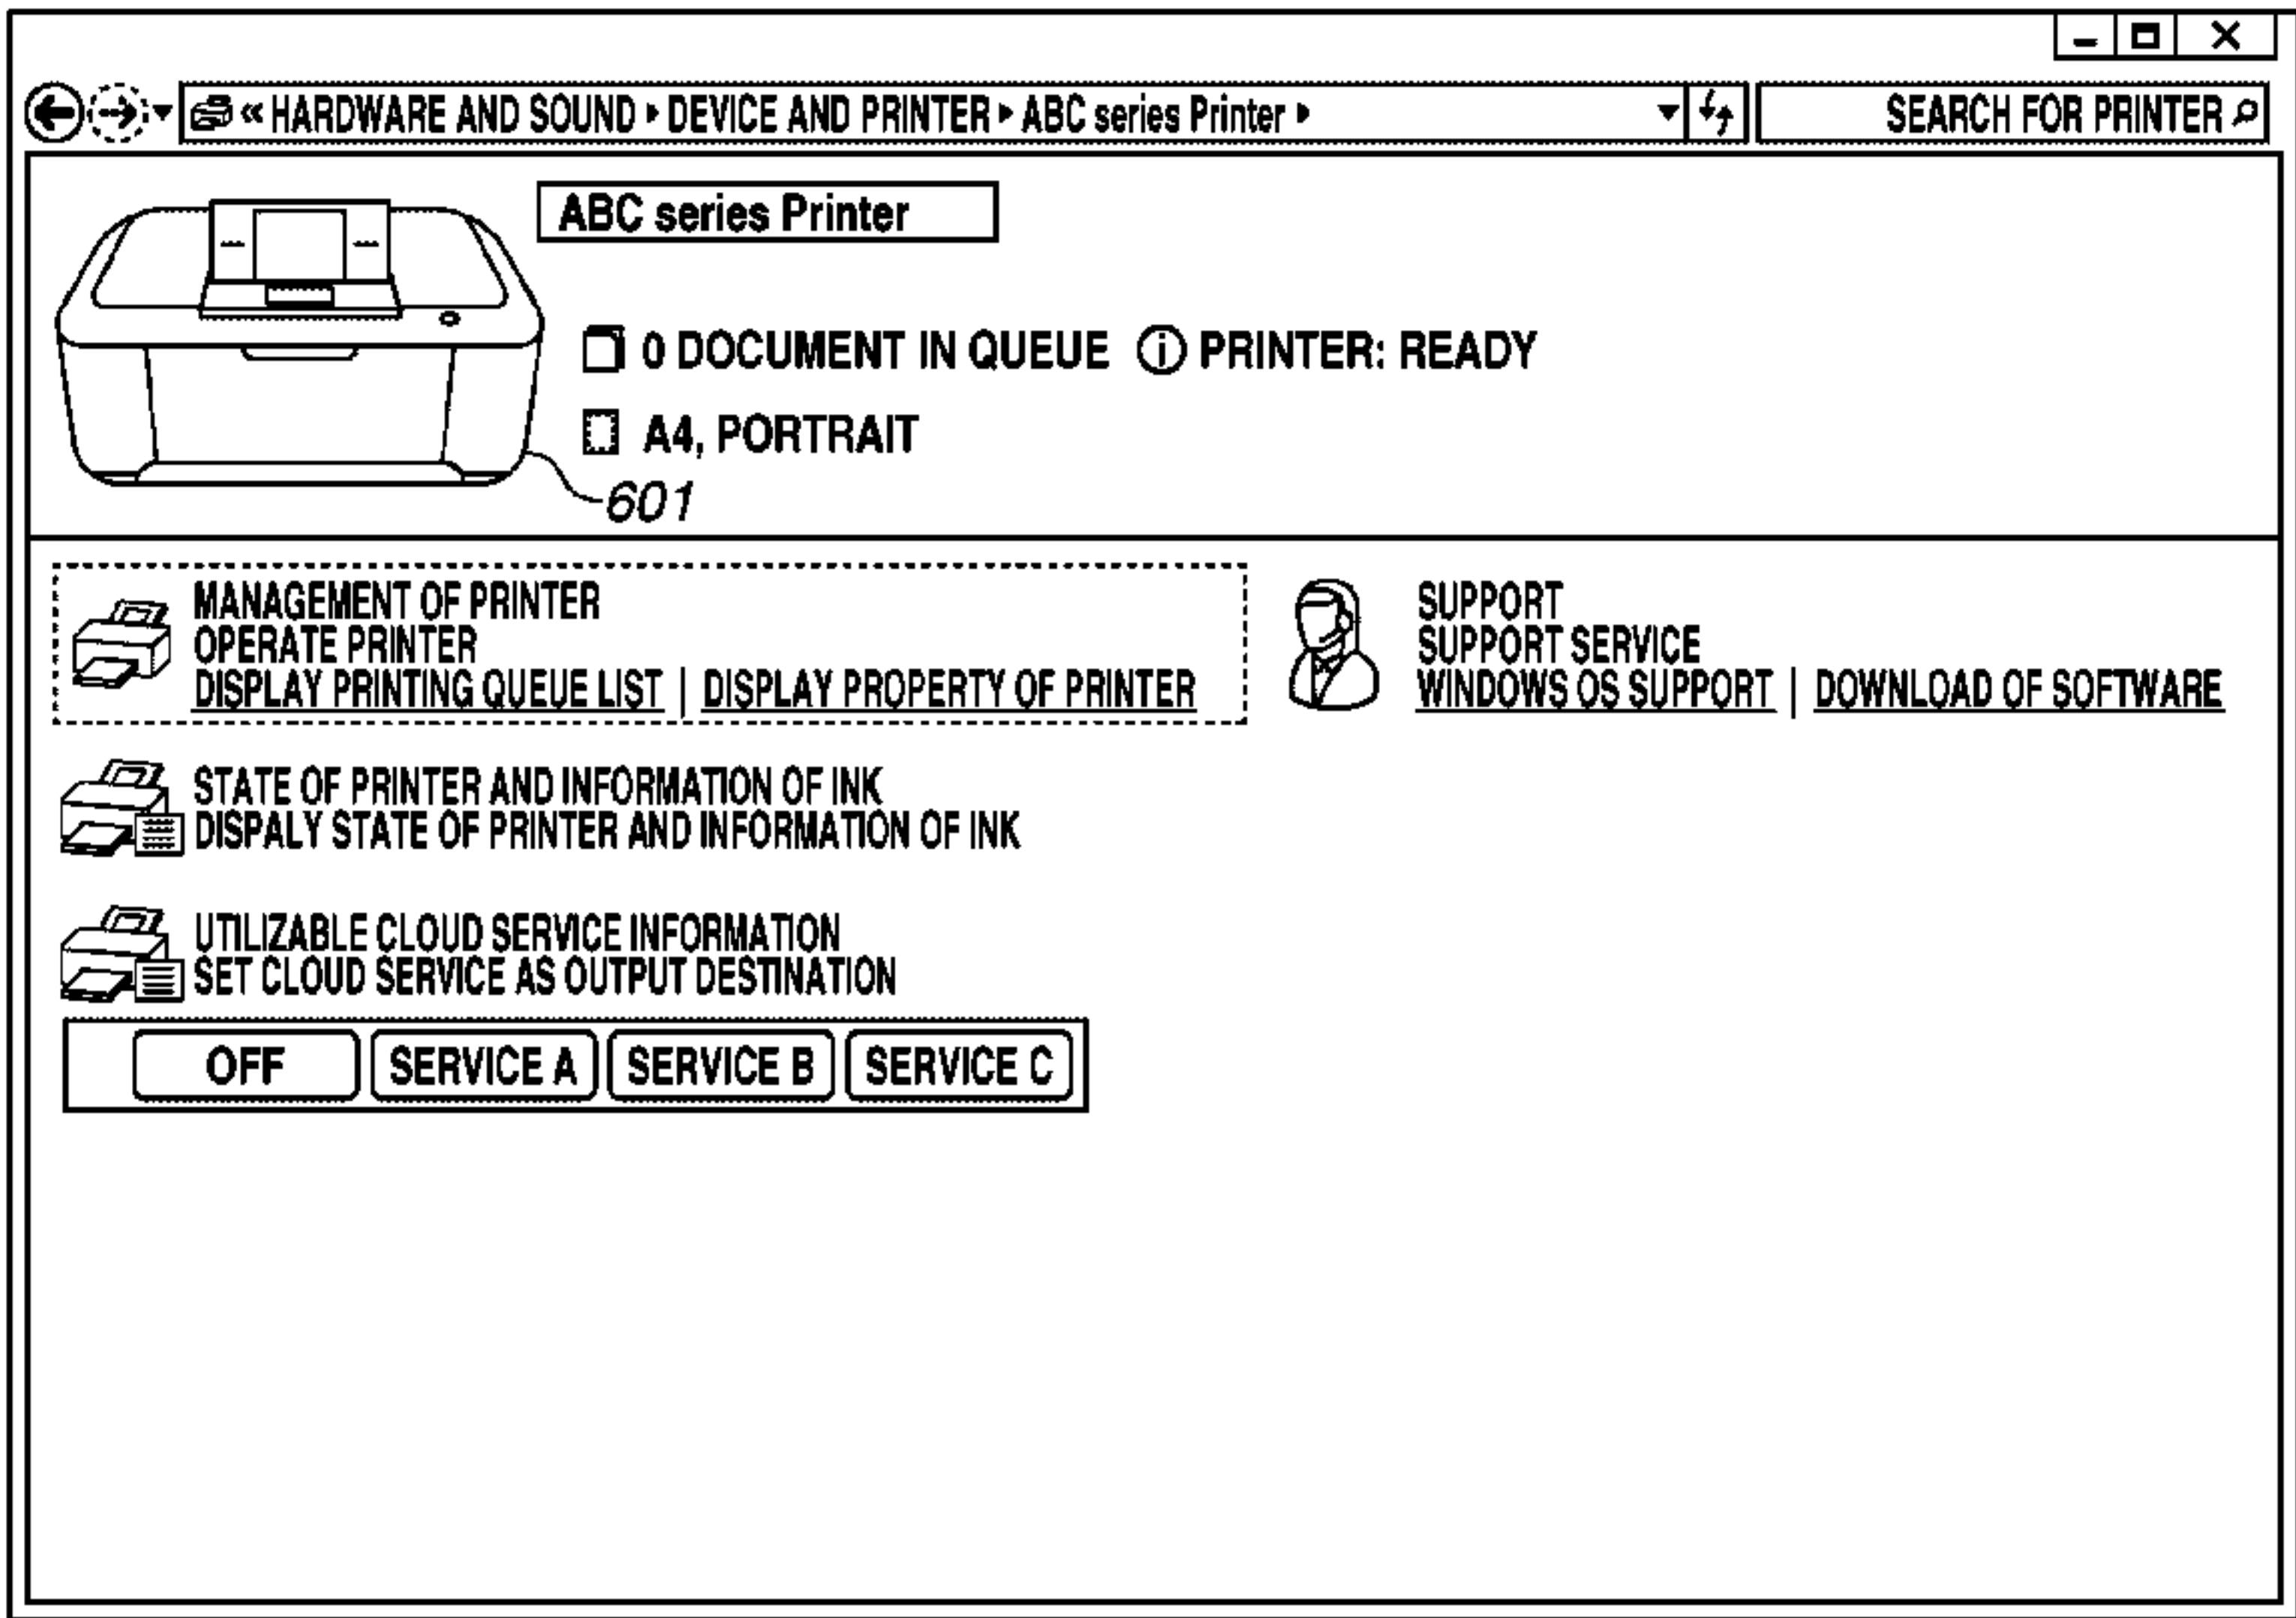 « HARDWARE AND SOUND ▸ DEVICE AND PRINTER ▸ ABC series Printer ▸
SEARCH FOR PRINTER
ABC series Printer
0 DOCUMENT IN QUEUE PRINTER: READY
A4, PORTRAIT
601
MANAGEMENT OF PRINTER
OPERATE PRINTER
DISPLAY PRINTING QUEUE LIST | DISPLAY PROPERTY OF PRINTER
SUPPORT
SUPPORT SERVICE
WINDOWS OS SUPPORT | DOWNLOAD OF SOFTWARE
STATE OF PRINTER AND INFORMATION OF INK
DISPALY STATE OF PRINTER AND INFORMATION OF INK
UTILIZABLE CLOUD SERVICE INFORMATION
SET CLOUD SERVICE AS OUTPUT DESTINATION
OFF SERVICE A SERVICE B SERVICE C